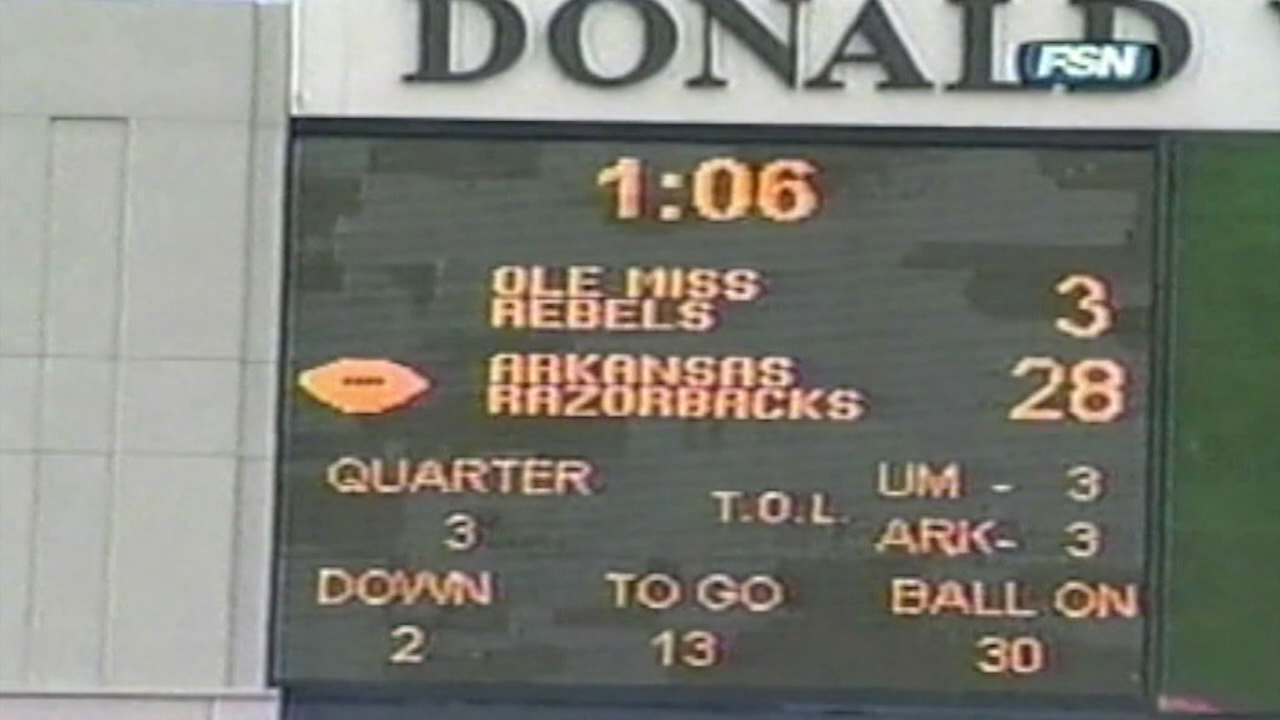 DONALD
FSN
1:06
OLE MISS
REBELS 3
ARKANSAS
RAZORBACKS 28
QUARTER
3
T.O.L.
UM - 3
ARK- 3
DOWN TO GO BALL ON
2 13 30